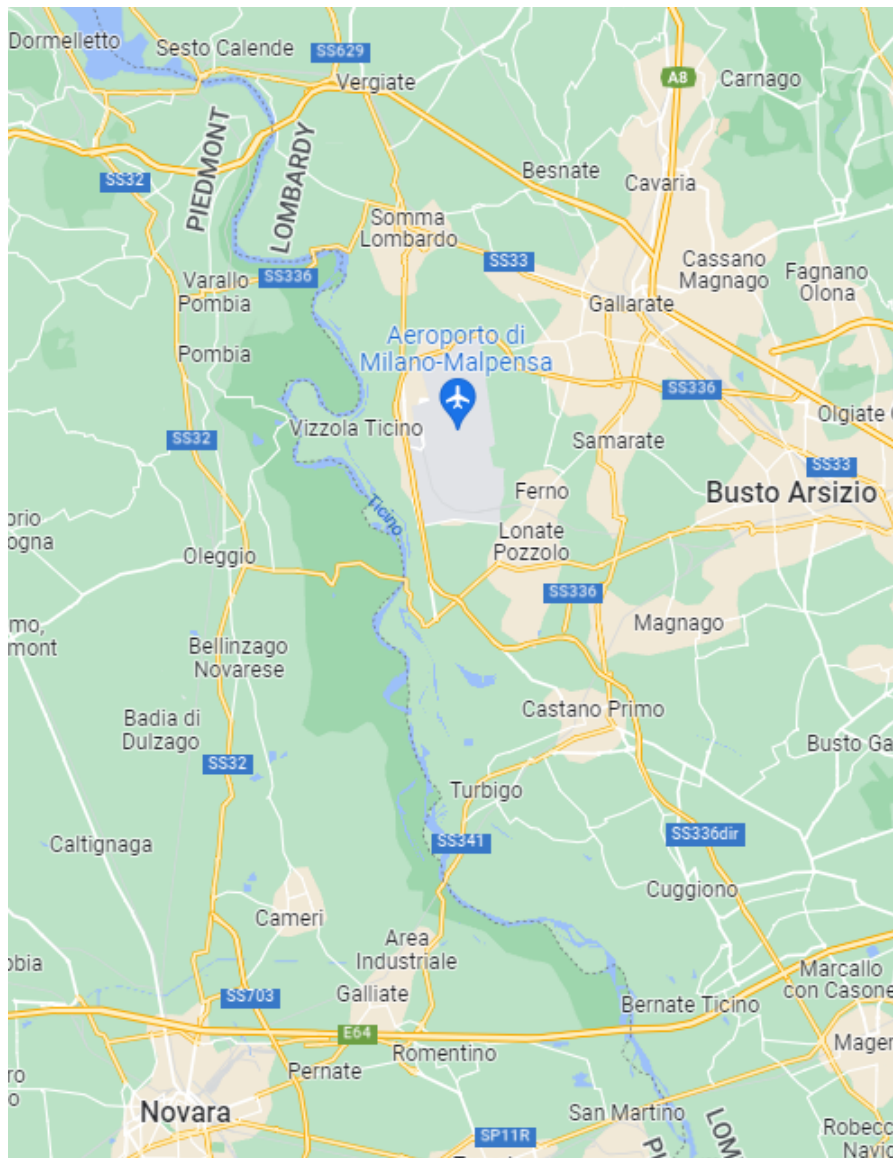 Dormelletto
Sesto Calende
SS629
Vergiate
A8
Carnago
PIEDMONT
LOMBARDY
SS32
Besnate
Cavaria
Somma
Lombardo
SS33
Cassano
Magnago
Fagnano
Olona
Varallo
Pombia
SS336
Gallarate
Pombia
Aeroporto di
Milano-Malpensa
SS336
Olgiate
Vizzola Ticino
SS32
Samarate
SS33
Ferno
Busto Arsizio
Ticino
Lonate
Pozzolo
Oleggio
SS336
Magnago
Bellinzago
Novarese
Castano Primo
Badia di
Dulzago
Busto
SS32
Turbigo
SS336dir
Caltignaga
SS341
Cuggiono
Cameri
Area
Industriale
Marcallo
con Casone
SS703
Galliate
Bernate Ticino
E64
Romentino
Pernate
Novara
San Martino
SP11R